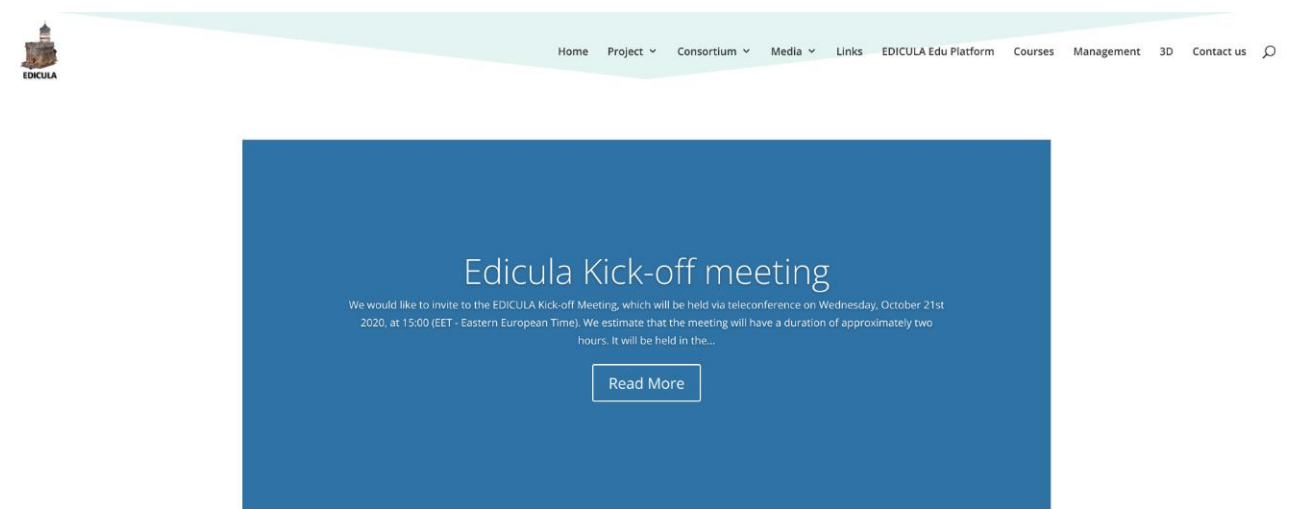 EDICULA
Home Project Consortium Media Links EDICULA Edu Platform Courses Management 3D Contact us
Edicula Kick-off meeting
We would like to invite to the EDICULA Kick-off Meeting, which will be held via teleconference on Wednesday, October 21st
2020, at 15:00 (EET - Eastern European Time). We estimate that the meeting will have a duration of approximately two
hours. It will be held in the...
Read More